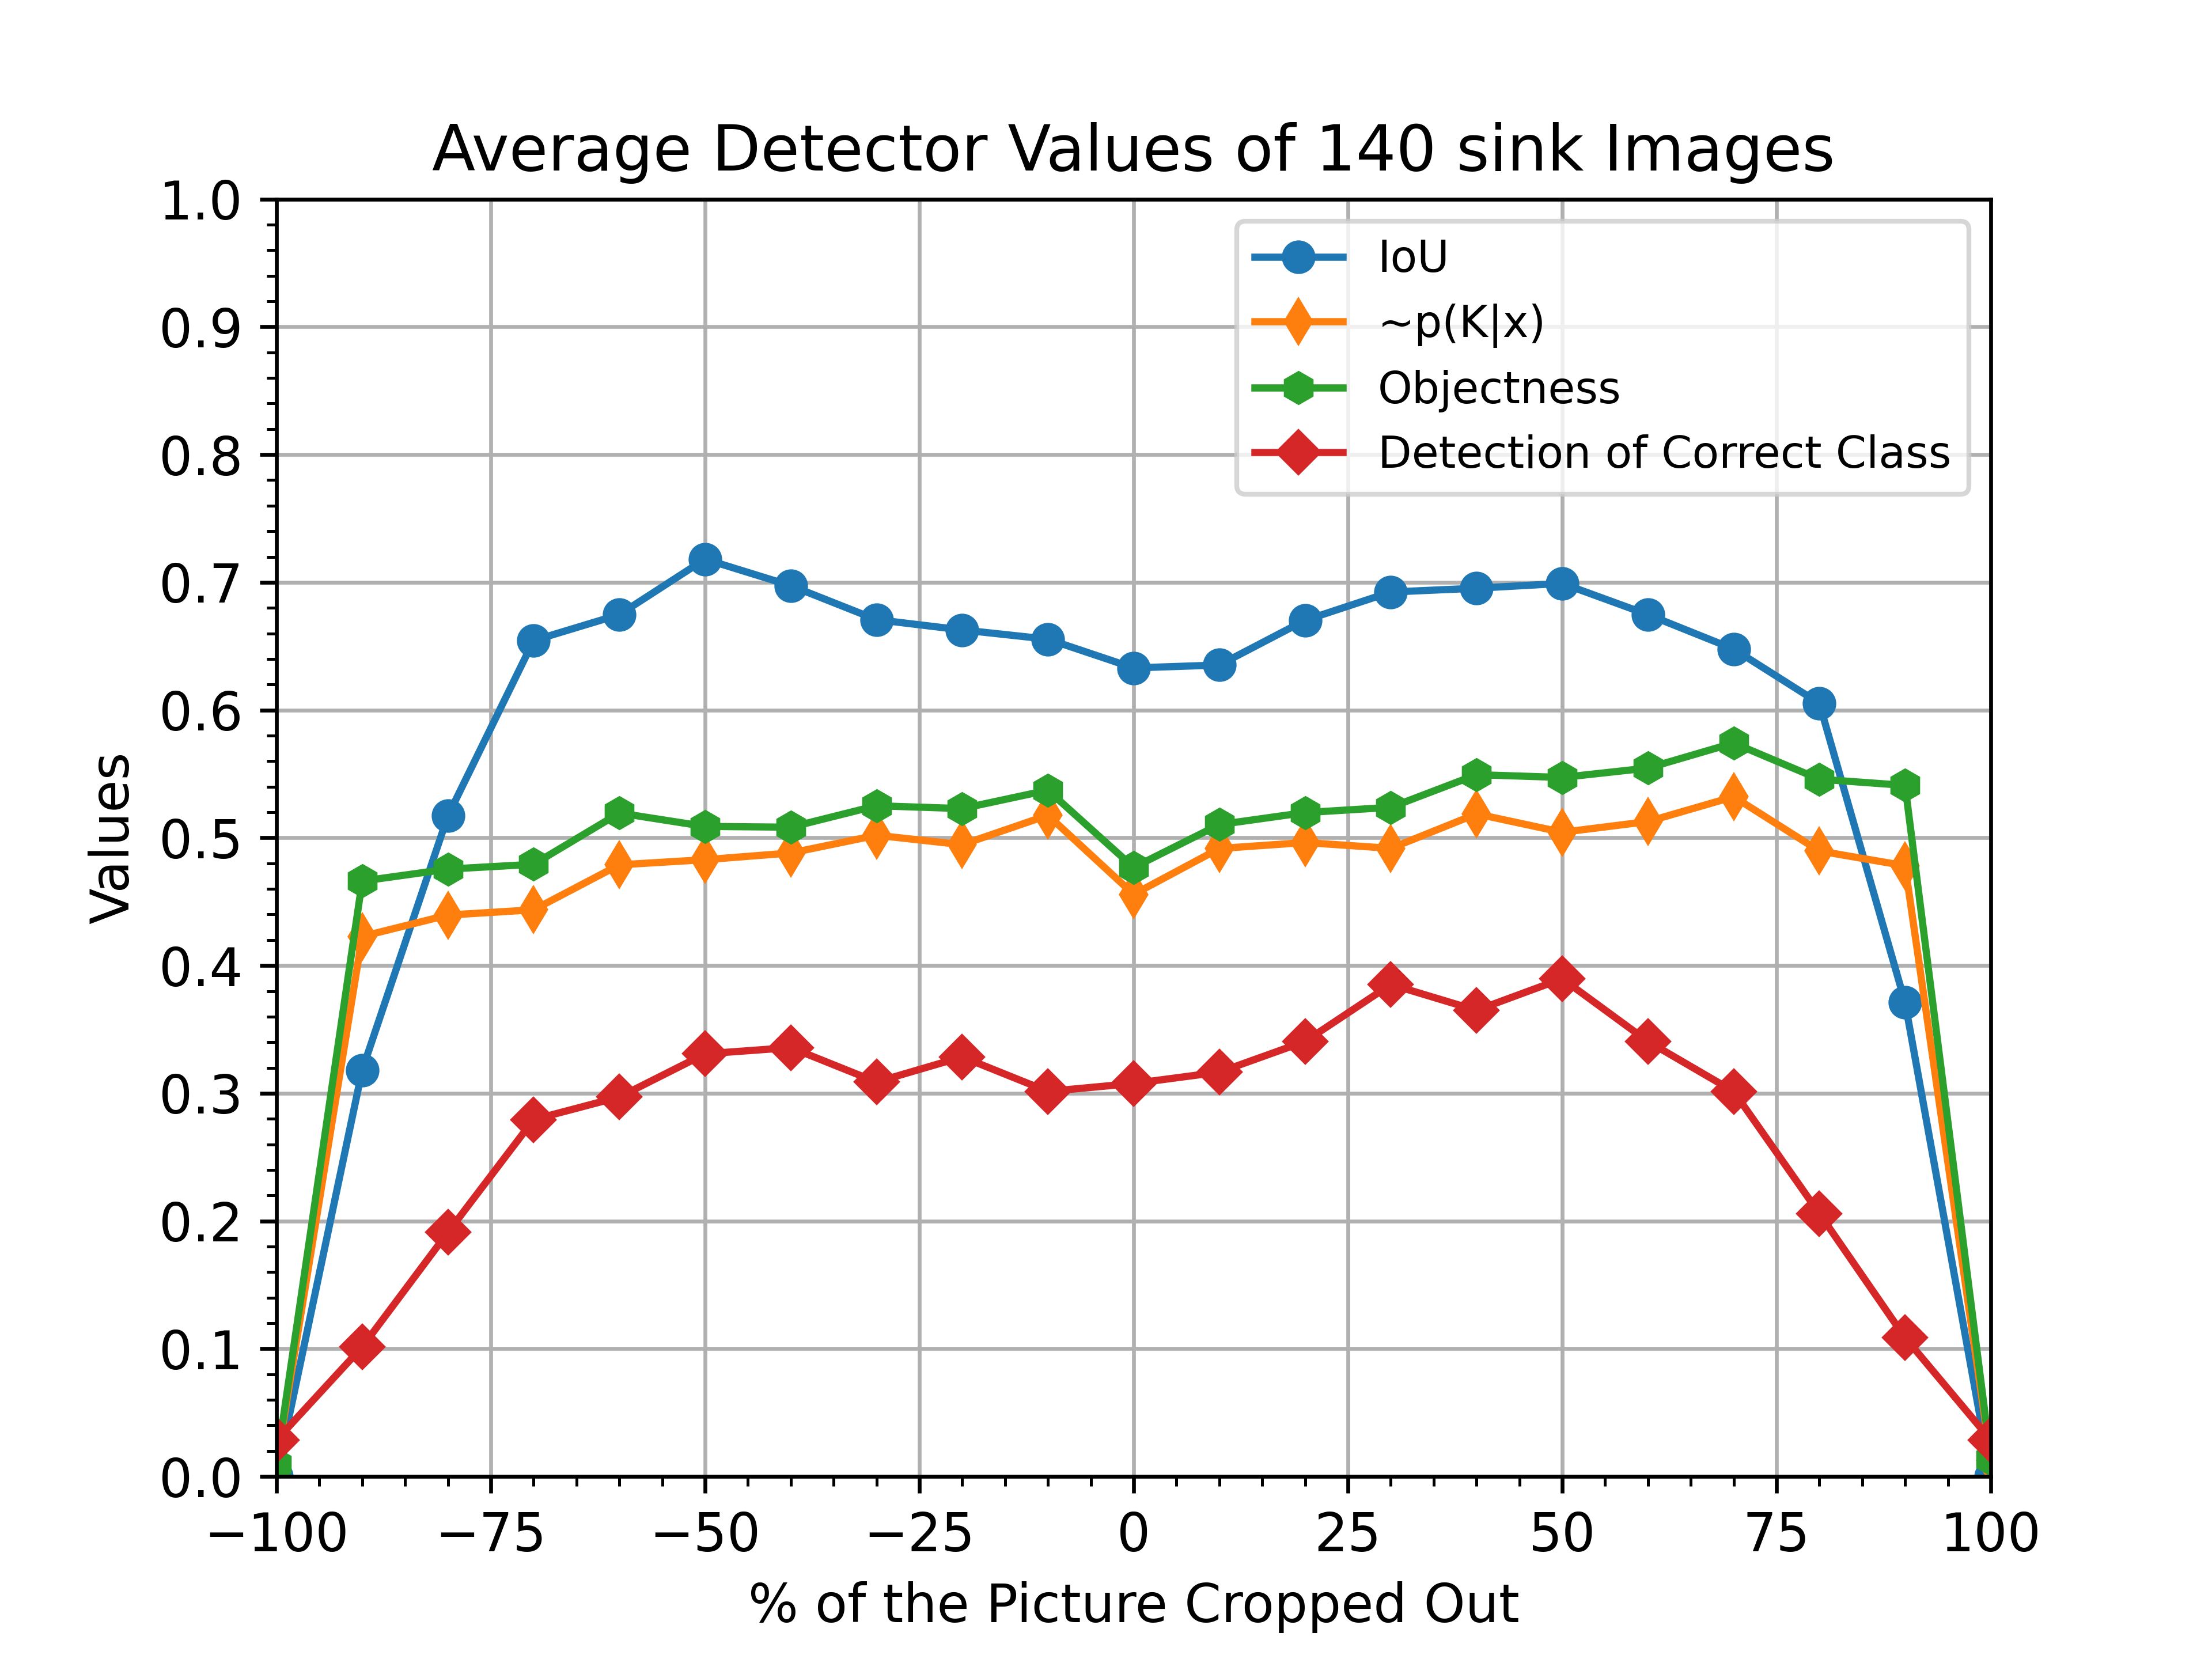 Average Detector Values of 140 sink Images
1.0
0.9
0.8
0.7
0.6
0.5
0.4
0.3
0.2
0.1
0.0
Values
IoU
~p(K|x)
Objectness
Detection of Correct Class
−100 −75 −50 −25 0 25 50 75 100
% of the Picture Cropped Out